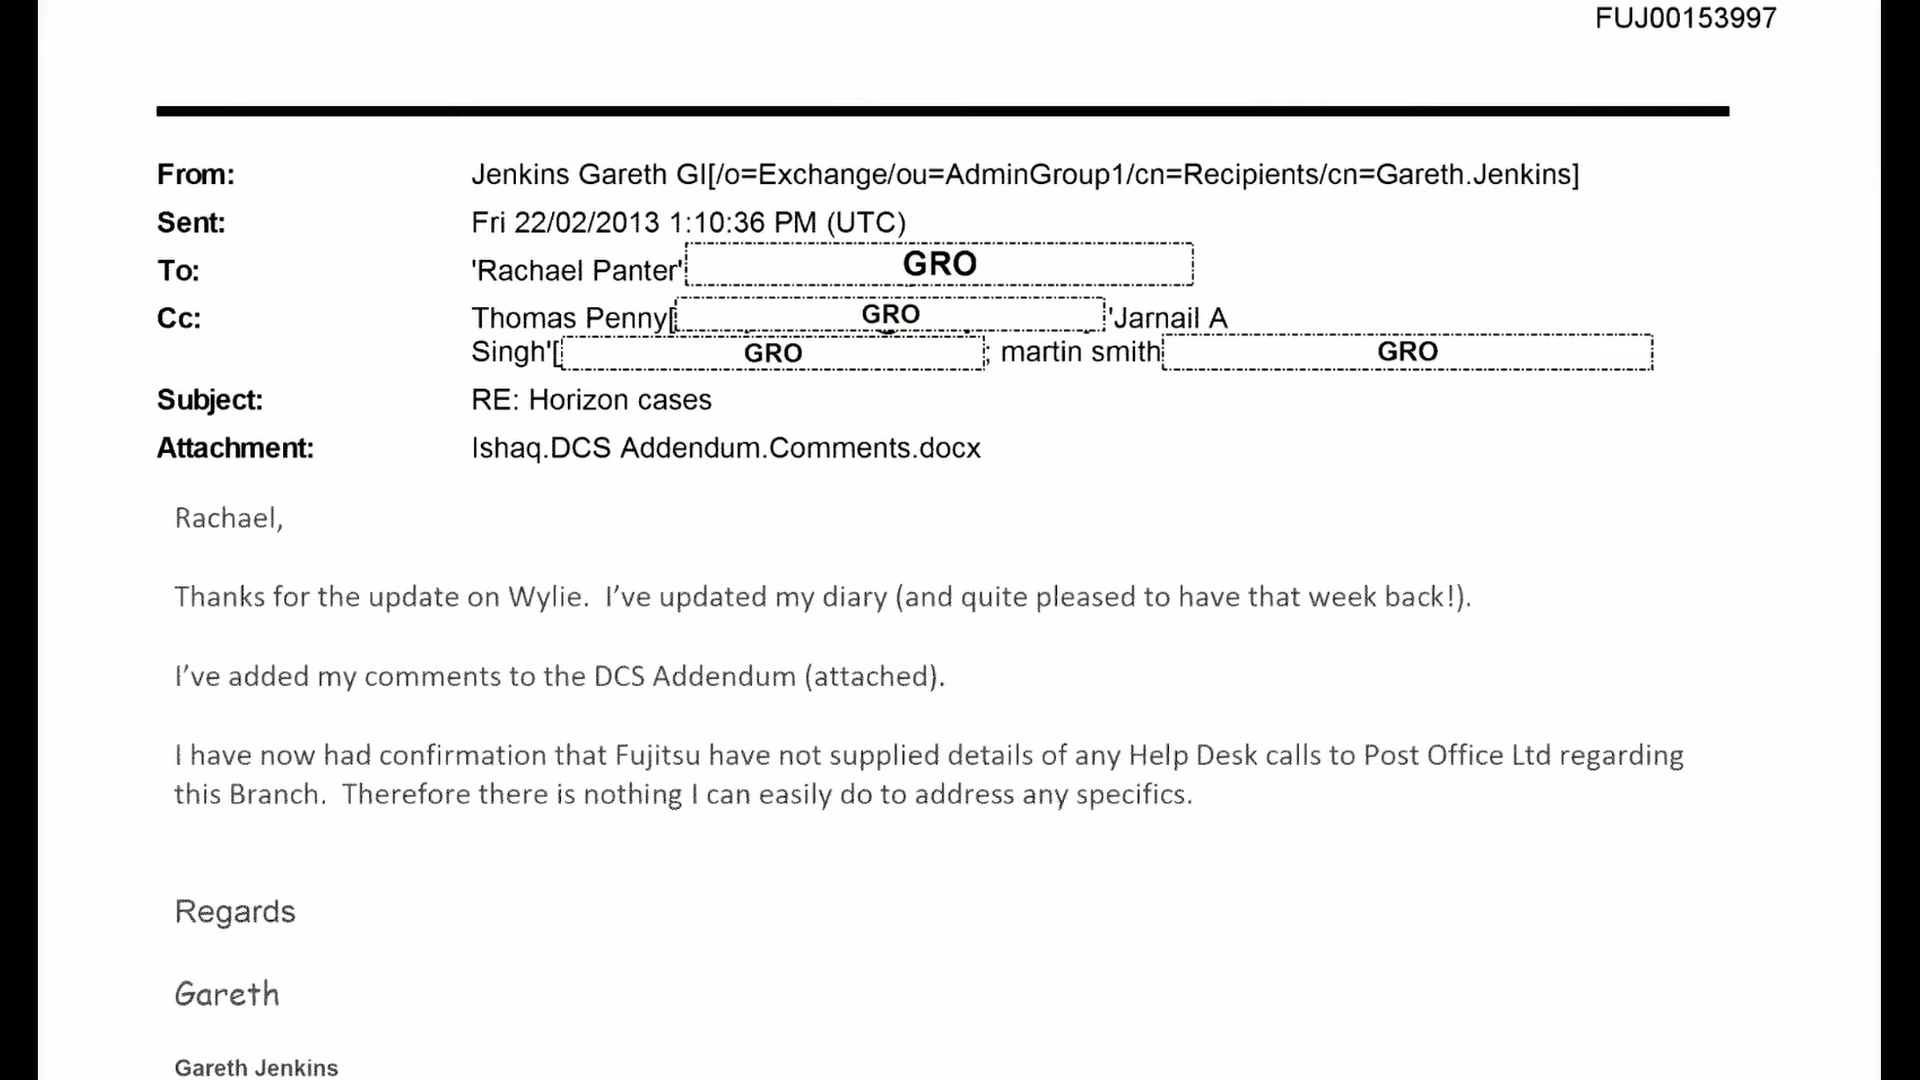 FUJ00153997
From: Jenkins Gareth GI[/o=Exchange/ou=AdminGroup1/cn=Recipients/cn=Gareth.Jenkins]
Sent: Fri 22/02/2013 1:10:36 PM (UTC)
To: 'Rachael Panter' GRO
Cc: Thomas Penny[ GRO 'Jarnail A
Singh'[ GRO ; martin smith GRO
Subject: RE: Horizon cases
Attachment: Ishaq.DCS Addendum.Comments.docx
Rachael,
Thanks for the update on Wylie. I've updated my diary (and quite pleased to have that week back!).
I've added my comments to the DCS Addendum (attached).
I have now had confirmation that Fujitsu have not supplied details of any Help Desk calls to Post Office Ltd regarding
this Branch. Therefore there is nothing I can easily do to address any specifics.
Regards
Gareth
Gareth Jenkins